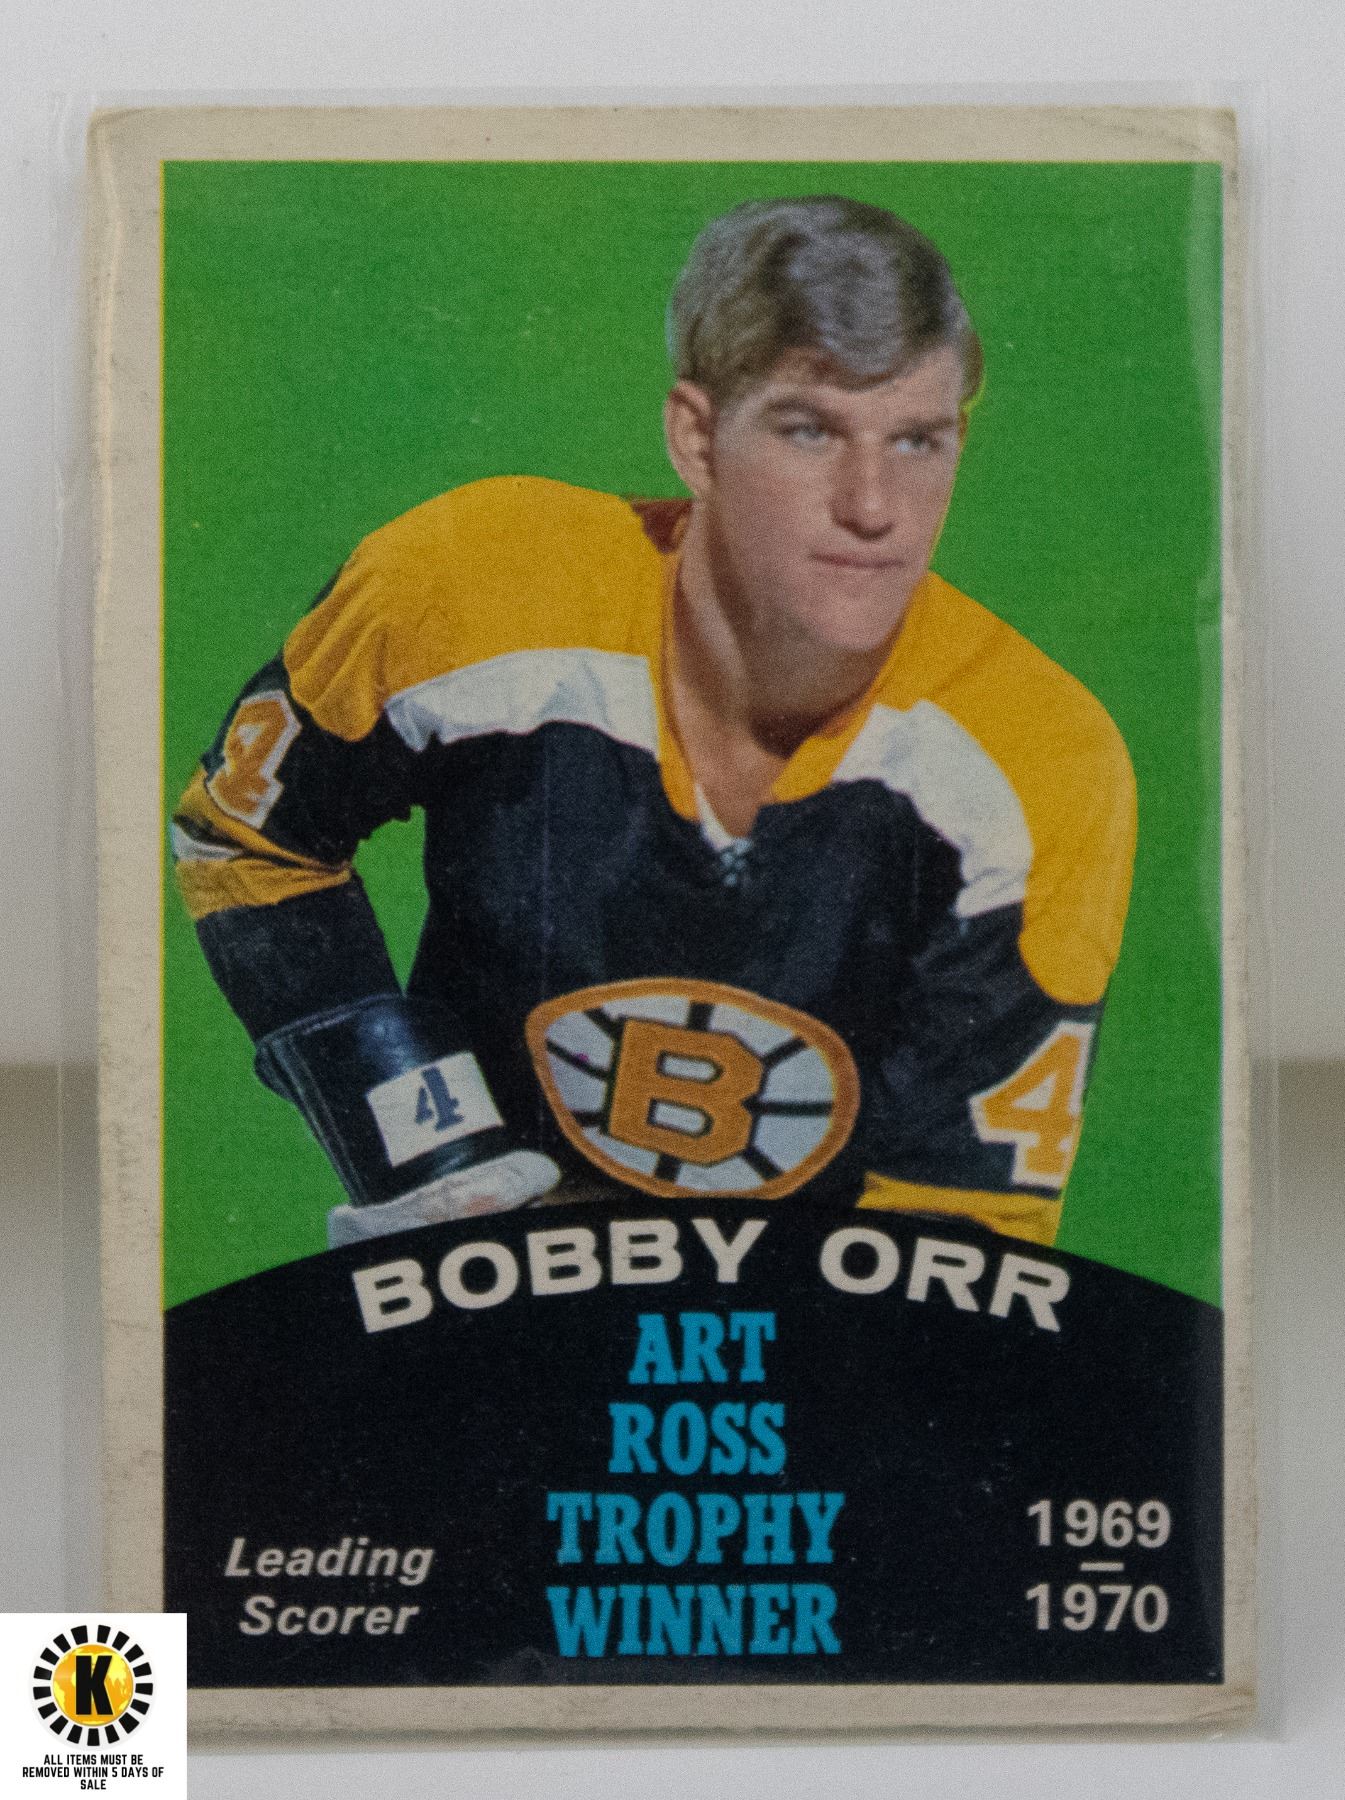 4
4
4
B
BOBBY ORR
ART
ROSS
TROPHY
WINNER
Leading
Scorer
1969
—
1970
K
ALL ITEMS MUST BE
REMOVED WITHIN 5 DAYS OF
SALE